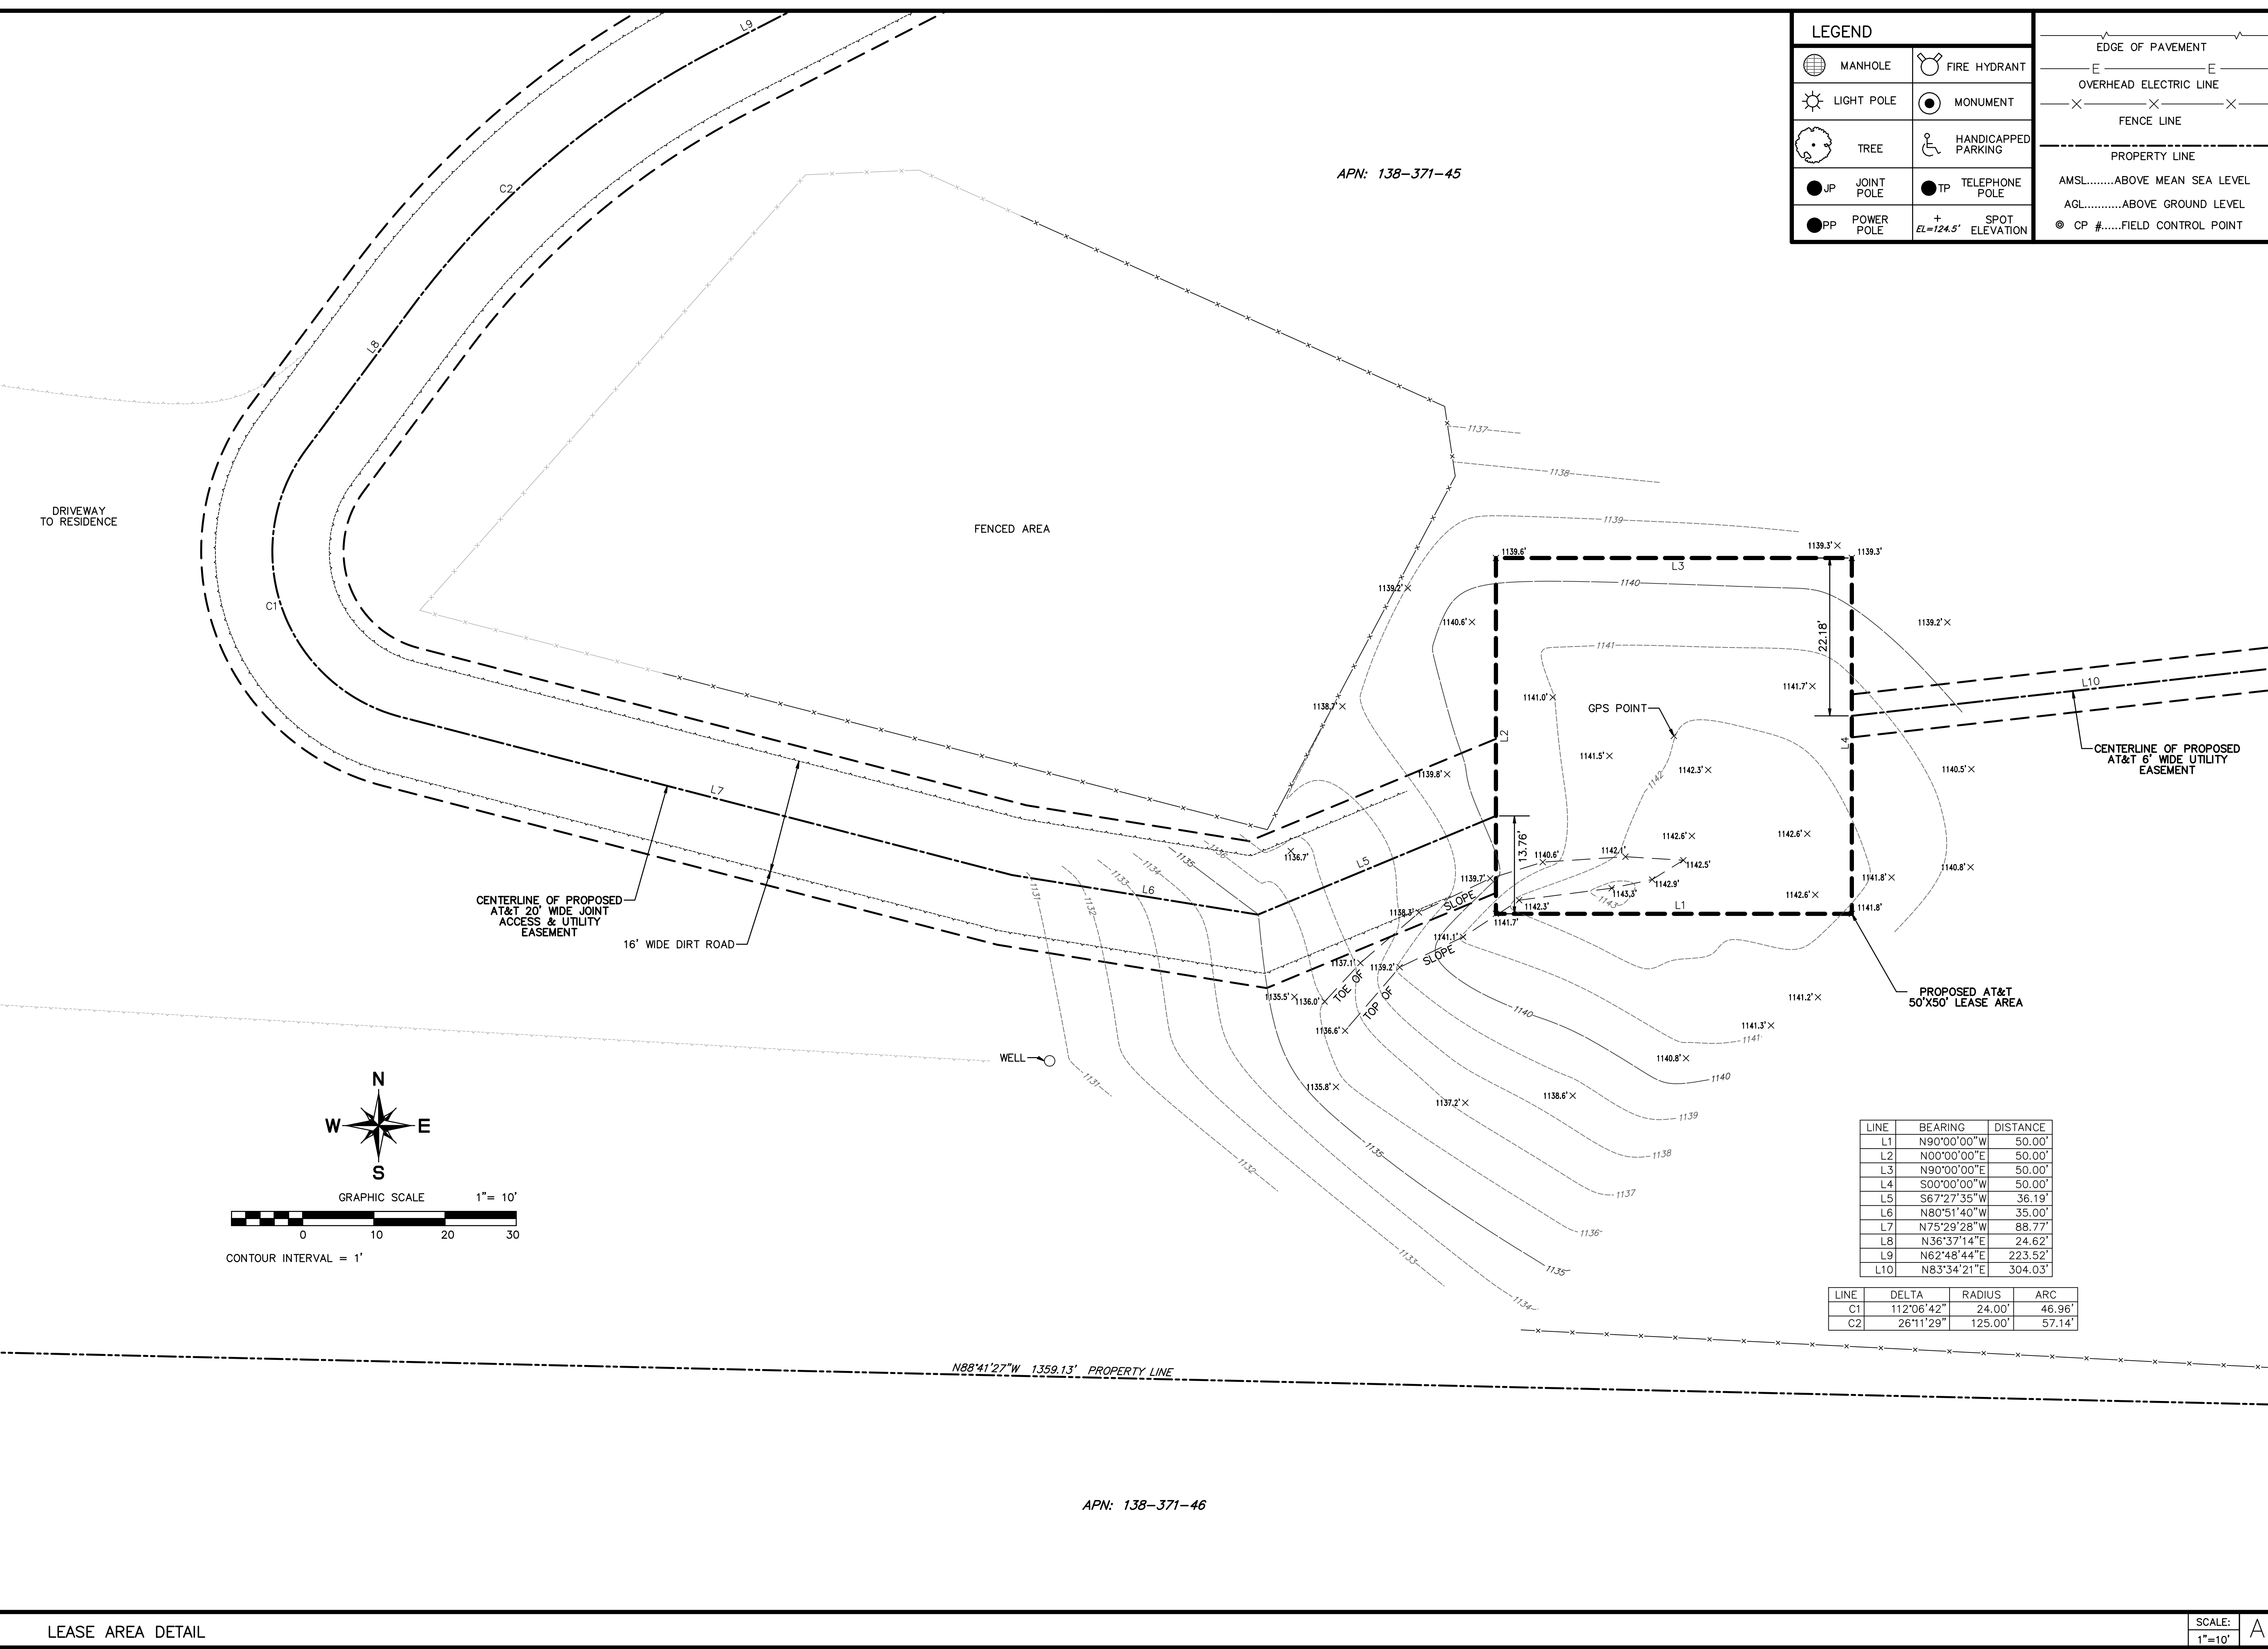 LEGEND
MANHOLE
FIRE HYDRANT
LIGHT POLE
MONUMENT
TREE
HANDICAPPED
PARKING
JP
JOINT
POLE
TP
TELEPHONE
POLE
PP
POWER
POLE
+
EL=124.5'
SPOT
ELEVATION
EDGE OF PAVEMENT
E E
OVERHEAD ELECTRIC LINE
FENCE LINE
PROPERTY LINE
AMSL........ABOVE MEAN SEA LEVEL
AGL...........ABOVE GROUND LEVEL
CP #......FIELD CONTROL POINT
L9
C2
APN: 138-371-45
L8
1137
1138
DRIVEWAY
TO RESIDENCE
FENCED AREA
1139
1139.6'
1139.3'
1139.3'
L3
1140
1139.2'
C1
1140.6'
22.18'
1139.2'
1141
L10
1141.7'
1141.0'
1138.7'
GPS POINT
L2
L4
CENTERLINE OF PROPOSED
AT&T 6' WIDE UTILITY
EASEMENT
1141.5'
1142.3'
1142
1139.8'
1140.5'
L7
1142.6'
1142.6'
13.76'
1136.7'
1140.6'
1142.1'
1142.5'
L5
1135
1136
1134
1133
1132
1131
L6
1139.7'
1142.9'
1143.3'
1143
1142.6'
1141.8'
1140.8'
CENTERLINE OF PROPOSED
AT&T 20' WIDE JOINT
ACCESS & UTILITY
EASEMENT
16' WIDE DIRT ROAD
SLOPE
1138.3'
1142.3'
L1
1141.8'
1141.7'
1141.1'
SLOPE
1137.1'
1139.2'
TOE OF
TOP OF
1135.5'
1136.0'
1136.6'
1141.2'
PROPOSED AT&T
50'X50' LEASE AREA
1140
1141.3'
1141
1140.8'
WELL
1131
1140
1135.8'
1137.2'
1138.6'
1139
1135
1138
1132
1137
1136
1133
1135
1134
N
W E
S
GRAPHIC SCALE 1"= 10'
0 10 20 30
CONTOUR INTERVAL = 1'
LINE BEARING DISTANCE
L1 N90°00'00"W 50.00'
L2 N00°00'00"E 50.00'
L3 N90°00'00"E 50.00'
L4 S00°00'00"W 50.00'
L5 S67°27'35"W 36.19'
L6 N80°51'40"W 35.00'
L7 N75°29'28"W 88.77'
L8 N36°37'14"E 24.62'
L9 N62°48'44"E 223.52'
L10 N83°34'21"E 304.03'
LINE DELTA RADIUS ARC
C1 112°06'42" 24.00' 46.96'
C2 26°11'29" 125.00' 57.14'
N88°41'27"W 1359.13' PROPERTY LINE
APN: 138-371-46
LEASE AREA DETAIL
SCALE:
1"=10'
A